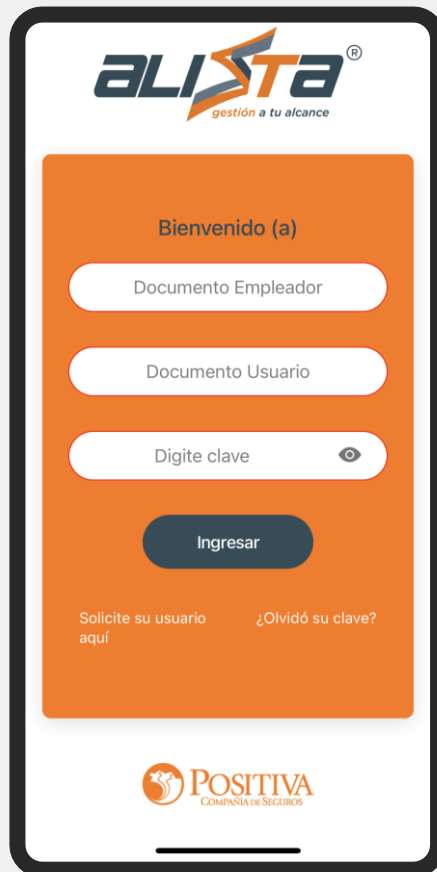 aLISTa®
gestión a tu alcance
Bienvenido (a)
Documento Empleador
Documento Usuario
Digite clave
Ingresar
Solicite su usuario
aquí
¿Olvidó su clave?
POSITIVA
COMPAÑIA DE SEGUROS